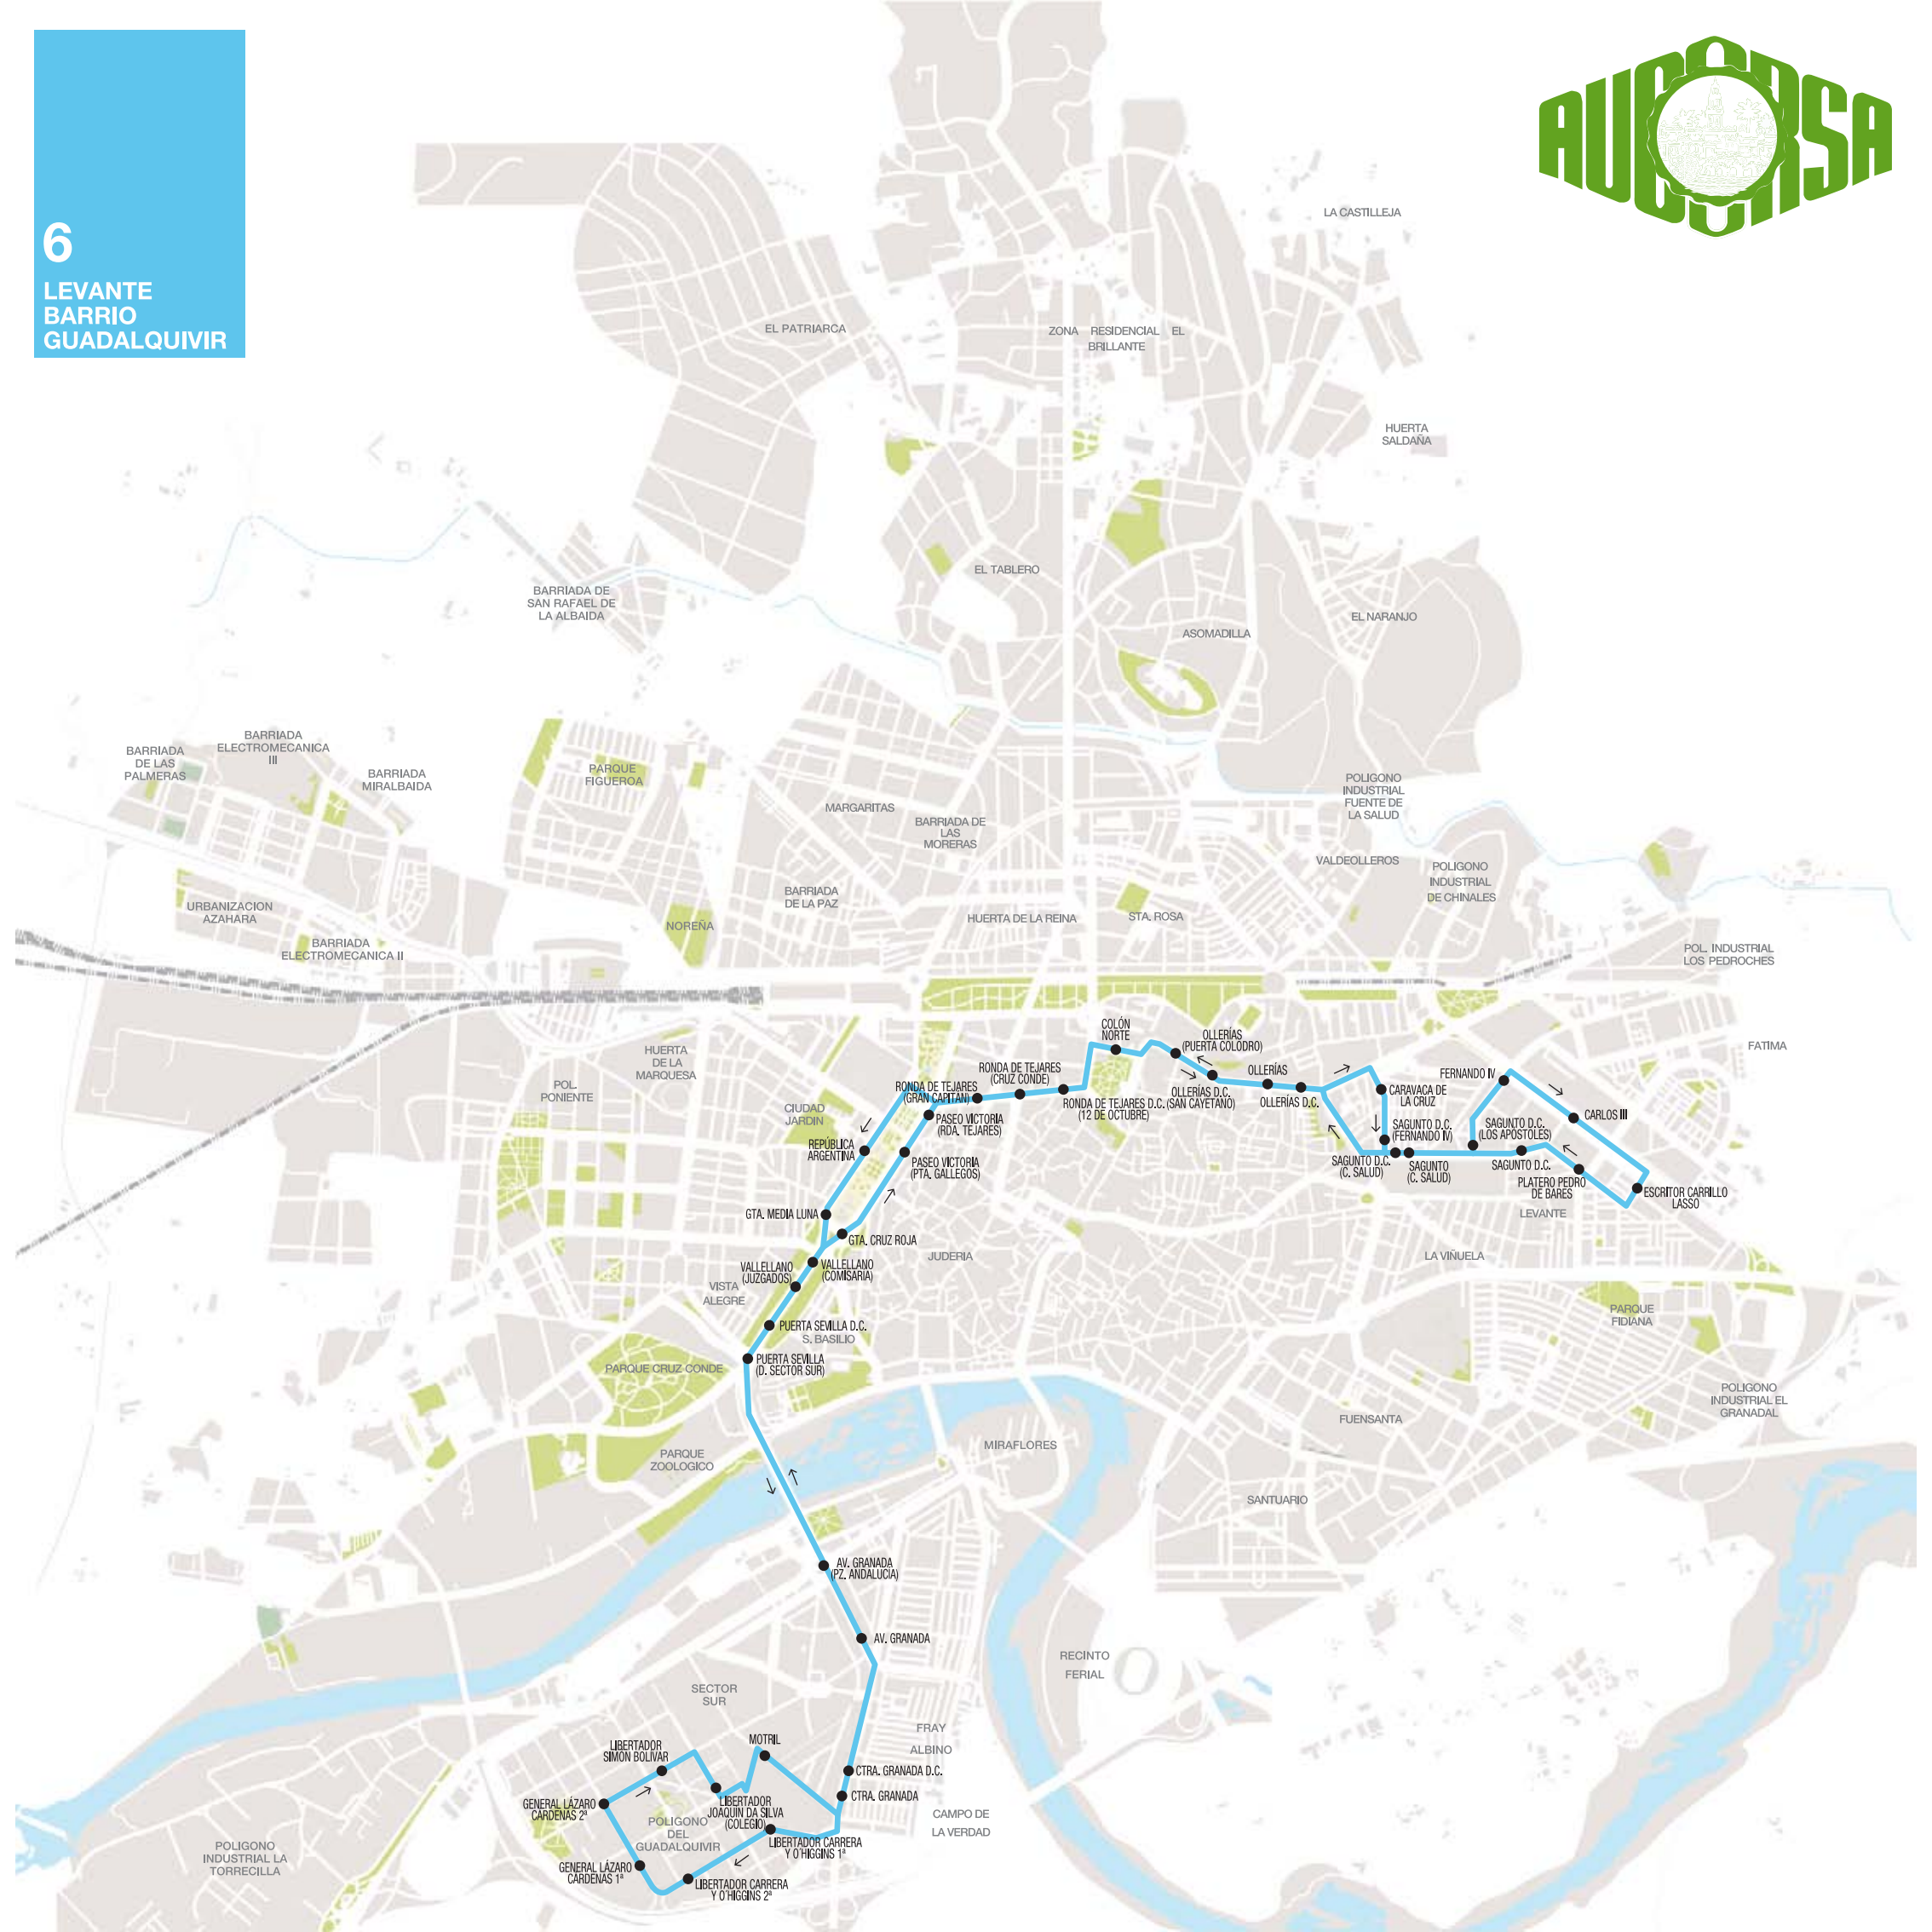 6
LEVANTE
BARRIO
GUADALQUIVIR
AUCORSA
LA CASTILLEJA
EL PATRIARCA
ZONA RESIDENCIAL EL
BRILLANTE
HUERTA
SALDAÑA
EL TABLERO
BARRIADA DE
SAN RAFAEL DE
LA ALBAIDA
EL NARANJO
ASOMADILLA
BARRIADA
ELECTROMECANICA
III
BARRIADA
DE LAS
PALMERAS
BARRIADA
MIRALBAIDA
PARQUE
FIGUEROA
POLIGONO
INDUSTRIAL
FUENTE DE
LA SALUD
MARGARITAS
BARRIADA DE
LAS
MORERAS
VALDEOLLEROS
POLIGONO
INDUSTRIAL
DE CHINALES
BARRIADA
DE LA PAZ
URBANIZACION
AZAHARA
NOREÑA
HUERTA DE LA REINA
STA. ROSA
BARRIADA
ELECTROMECANICA II
POL. INDUSTRIAL
LOS PEDROCHES
COLÓN
NORTE
OLLERÍAS
(PUERTA COLODRO)
FATIMA
HUERTA
DE LA
MARQUESA
RONDA DE TEJARES
(CRUZ CONDE)
OLLERÍAS
FERNANDO IV
POL.
PONIENTE
RONDA DE TEJARES
(GRAN CAPITAN)
CARAVACA DE
LA CRUZ
CIUDAD
JARDIN
RONDA DE TEJARES D.C.
(12 DE OCTUBRE)
OLLERÍAS D.C.
(SAN CAYETANO)
OLLERÍAS D.C.
CARLOS III
PASEO VICTORIA
(RDA. TEJARES)
SAGUNTO D.C.
(FERNANDO IV)
SAGUNTO D.C.
(LOS APOSTOLES)
REPÚBLICA
ARGENTINA
PASEO VICTORIA
(PTA. GALLEGOS)
SAGUNTO D.C.
(C. SALUD)
SAGUNTO
(C. SALUD)
SAGUNTO D.C.
PLATERO PEDRO
DE BARES
ESCRITOR CARRILLO
LASSO
GTA. MEDIA LUNA
LEVANTE
GTA. CRUZ ROJA
JUDERIA
LA VIÑUELA
VALLELLANO
(JUZGADOS)
VALLELLANO
(COMISARIA)
VISTA
ALEGRE
PARQUE
FIDIANA
PUERTA SEVILLA D.C.
S. BASILIO
PUERTA SEVILLA
(D. SECTOR SUR)
PARQUE CRUZ CONDE
POLIGONO
INDUSTRIAL EL
GRANADAL
FUENSANTA
MIRAFLORES
PARQUE
ZOOLOGICO
SANTUARIO
AV. GRANADA
(PZ. ANDALUCÍA)
AV. GRANADA
RECINTO
FERIAL
SECTOR
SUR
FRAY
ALBINO
MOTRIL
LIBERTADOR
SIMÓN BOLIVAR
CTRA. GRANADA D.C.
CTRA. GRANADA
GENERAL LÁZARO
CÁRDENAS 2ª
LIBERTADOR
JOAQUIN DA SILVA
(COLEGIO)
CAMPO DE
LA VERDAD
POLIGONO
DEL
GUADALQUIVIR
LIBERTADOR CARRERA
Y O'HIGGINS 1ª
POLIGONO
INDUSTRIAL LA
TORRECILLA
GENERAL LÁZARO
CÁRDENAS 1ª
LIBERTADOR CARRERA
Y O'HIGGINS 2ª